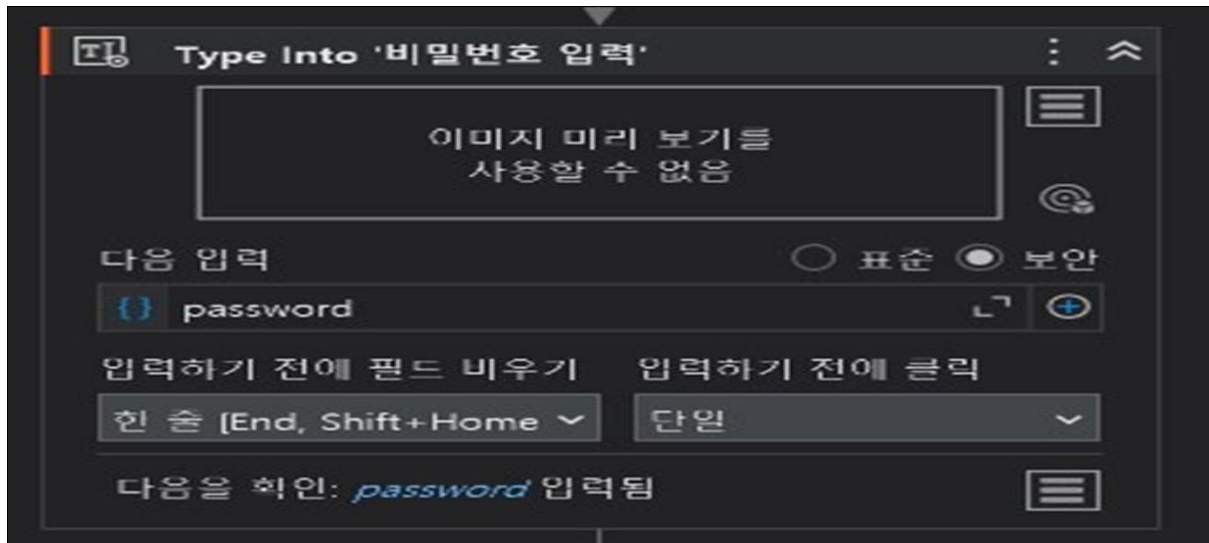 Type Into '비밀번호 입력'
이미지 미리 보기를
사용할 수 없음
다음 입력 표준 보안
{} password
입력하기 전에 필드 비우기 입력하기 전에 클릭
한 줄 [End, Shift+Home 단일
다음을 확인: password 입력됨